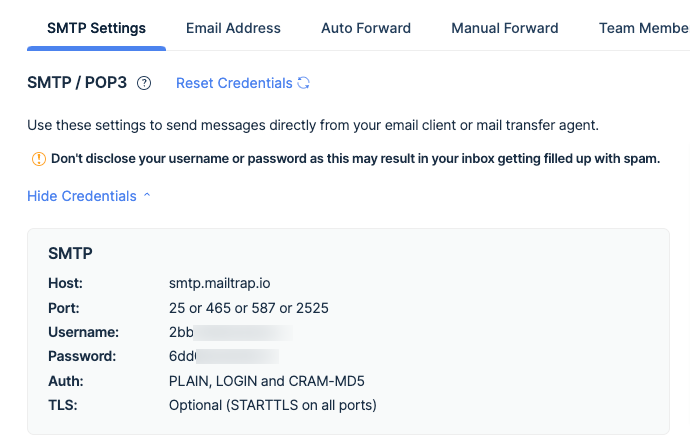 SMTP Settings Email Address Auto Forward Manual Forward Team Membe
SMTP / POP3 Reset Credentials
Use these settings to send messages directly from your email client or mail transfer agent.
Don't disclose your username or password as this may result in your inbox getting filled up with spam.
Hide Credentials
SMTP
Host: smtp.mailtrap.io
Port: 25 or 465 or 587 or 2525
Username: 2bb
Password: 6dd
Auth: PLAIN, LOGIN and CRAM-MD5
TLS: Optional (STARTTLS on all ports)